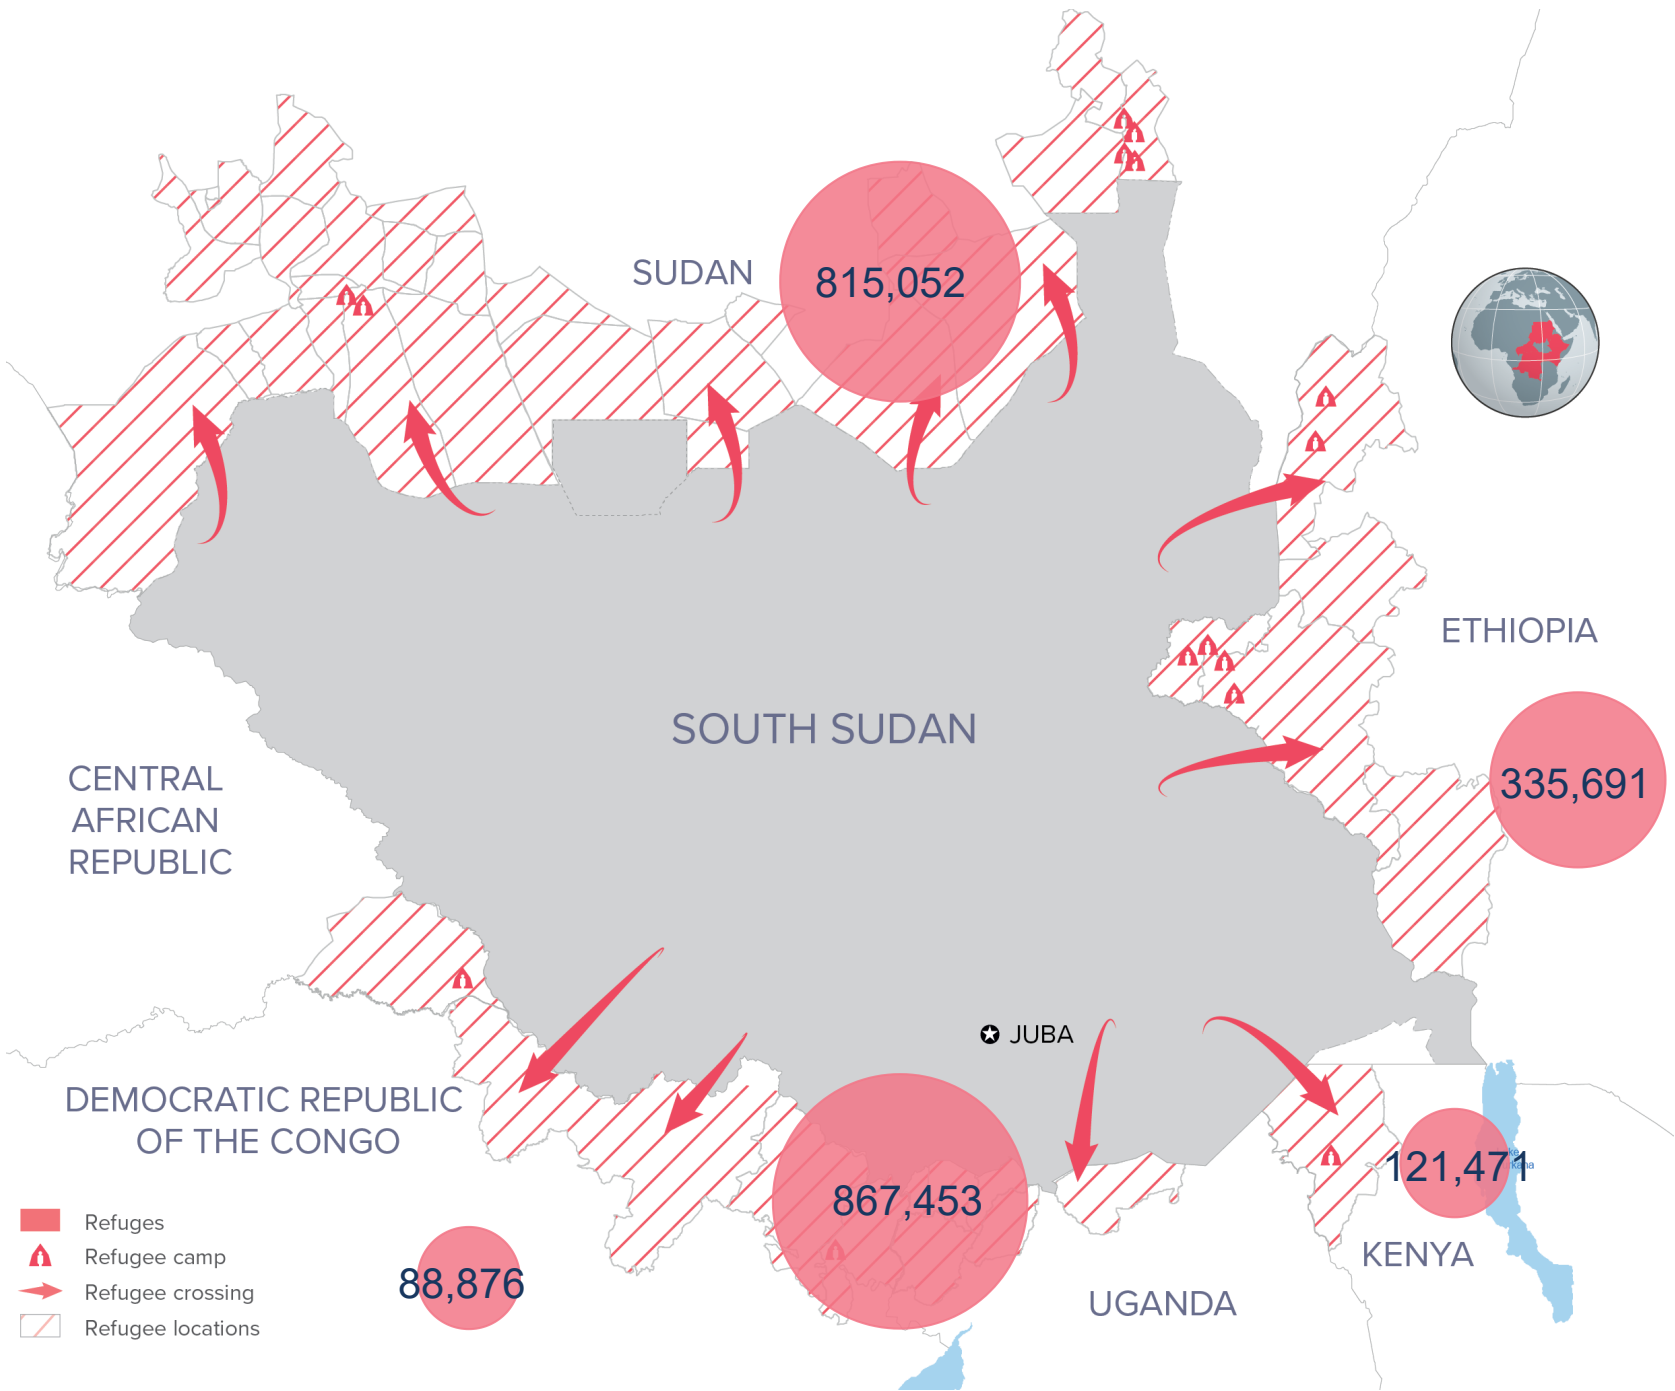 SUDAN
815,052
ETHIOPIA
335,691
SOUTH SUDAN
CENTRAL
AFRICAN
REPUBLIC
JUBA
DEMOCRATIC REPUBLIC
OF THE CONGO
867,453
121,471
KENYA
UGANDA
88,876
Refuges
Refugee camp
Refugee crossing
Refugee locations